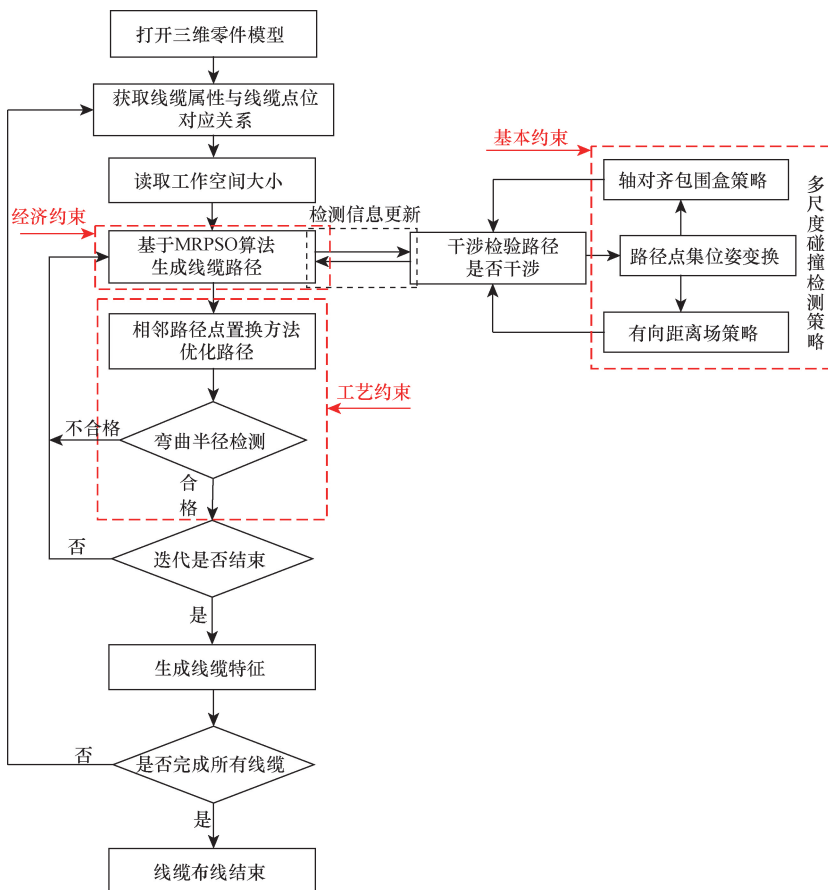 打开三维零件模型
获取线缆属性与线缆点位
对应关系
读取工作空间大小
经济约束
基于MRPSO算法
生成线缆路径
检测信息更新
干涉检验路径
是否干涉
基本约束
轴对齐包围盒策略
路径点集位姿变换
有向距离场策略
多尺度碰撞检测策略
相邻路径点置换方法
优化路径
工艺约束
弯曲半径检测
不合格
合
格
迭代是否结束
否
是
生成线缆特征
是否完成所有线缆
否
是
线缆布线结束